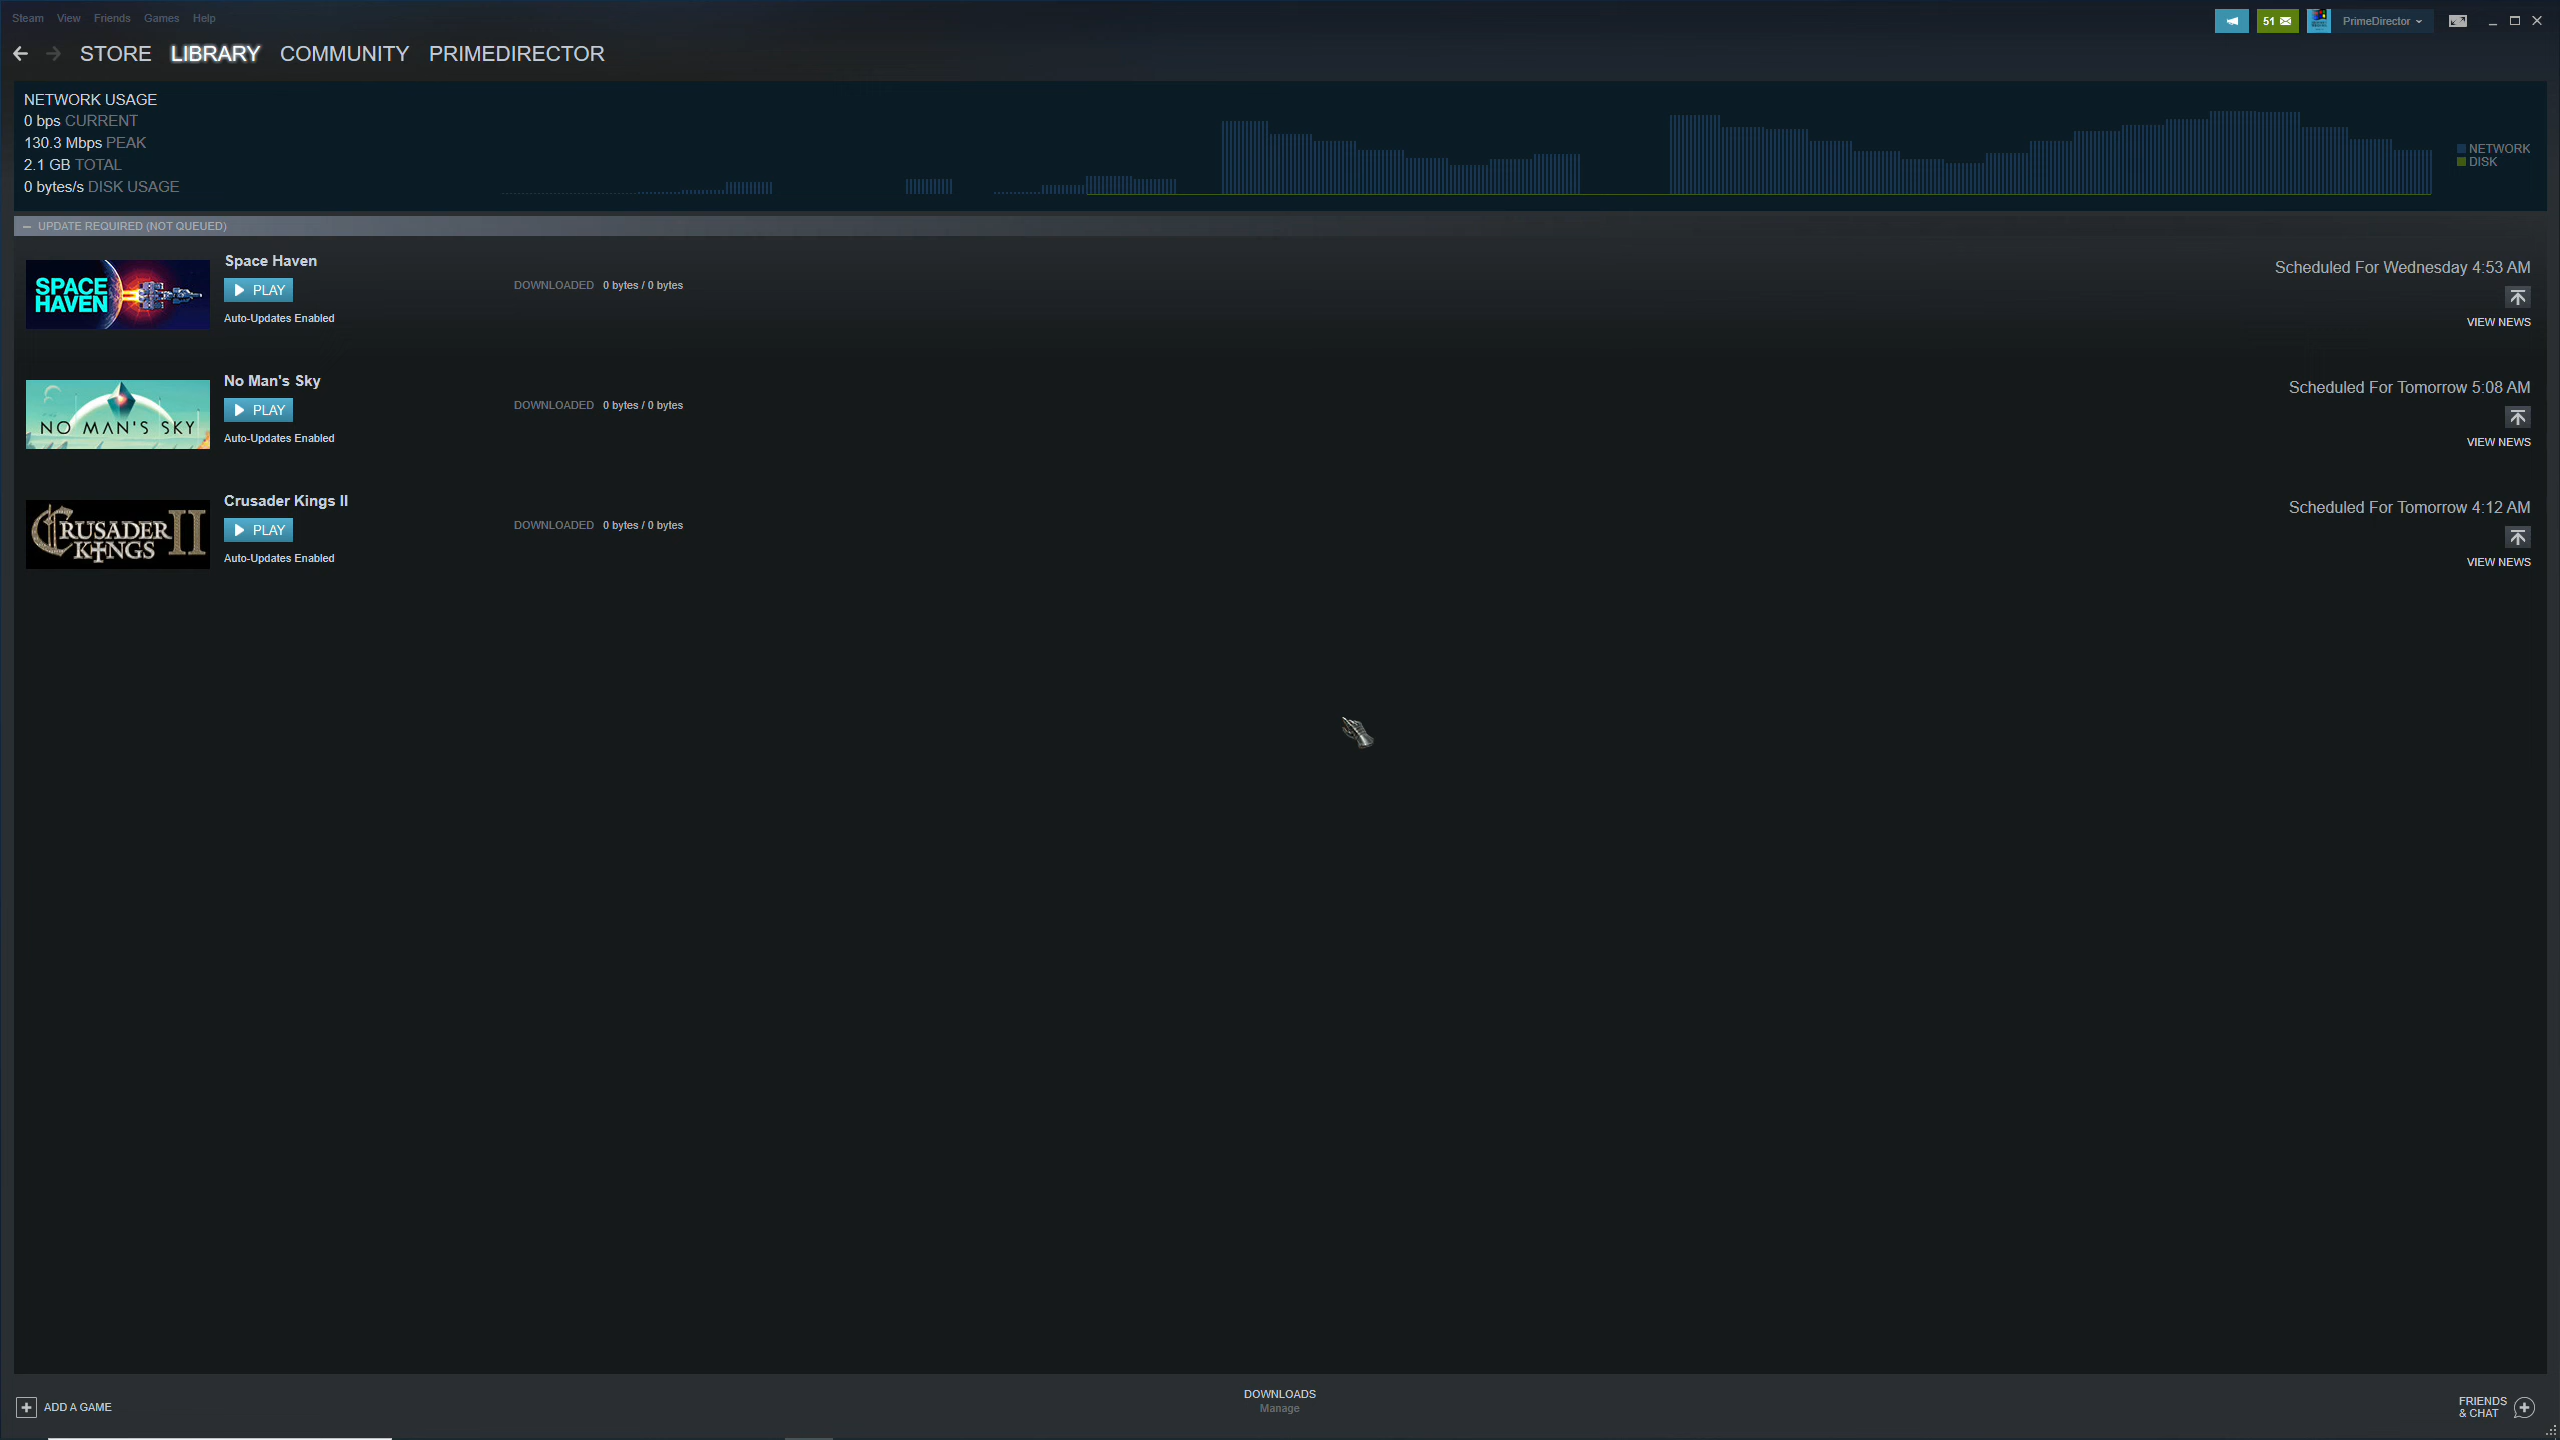 Steam View Friends Games Help
51 PrimeDirector
STORE LIBRARY COMMUNITY PRIMEDIRECTOR
NETWORK USAGE
0 bps CURRENT
130.3 Mbps PEAK
2.1 GB TOTAL
0 bytes/s DISK USAGE
NETWORK
DISK
UPDATE REQUIRED (NOT QUEUED)
SPACE
HAVEN
Space Haven
PLAY
Auto-Updates Enabled
DOWNLOADED 0 bytes / 0 bytes
Scheduled For Wednesday 4:53 AM
VIEW NEWS
NO MAN'S SKY
No Man's Sky
PLAY
Auto-Updates Enabled
DOWNLOADED 0 bytes / 0 bytes
Scheduled For Tomorrow 5:08 AM
VIEW NEWS
CRUSADER II
KINGS
Crusader Kings II
PLAY
Auto-Updates Enabled
DOWNLOADED 0 bytes / 0 bytes
Scheduled For Tomorrow 4:12 AM
VIEW NEWS
ADD A GAME
DOWNLOADS
Manage
FRIENDS
& CHAT